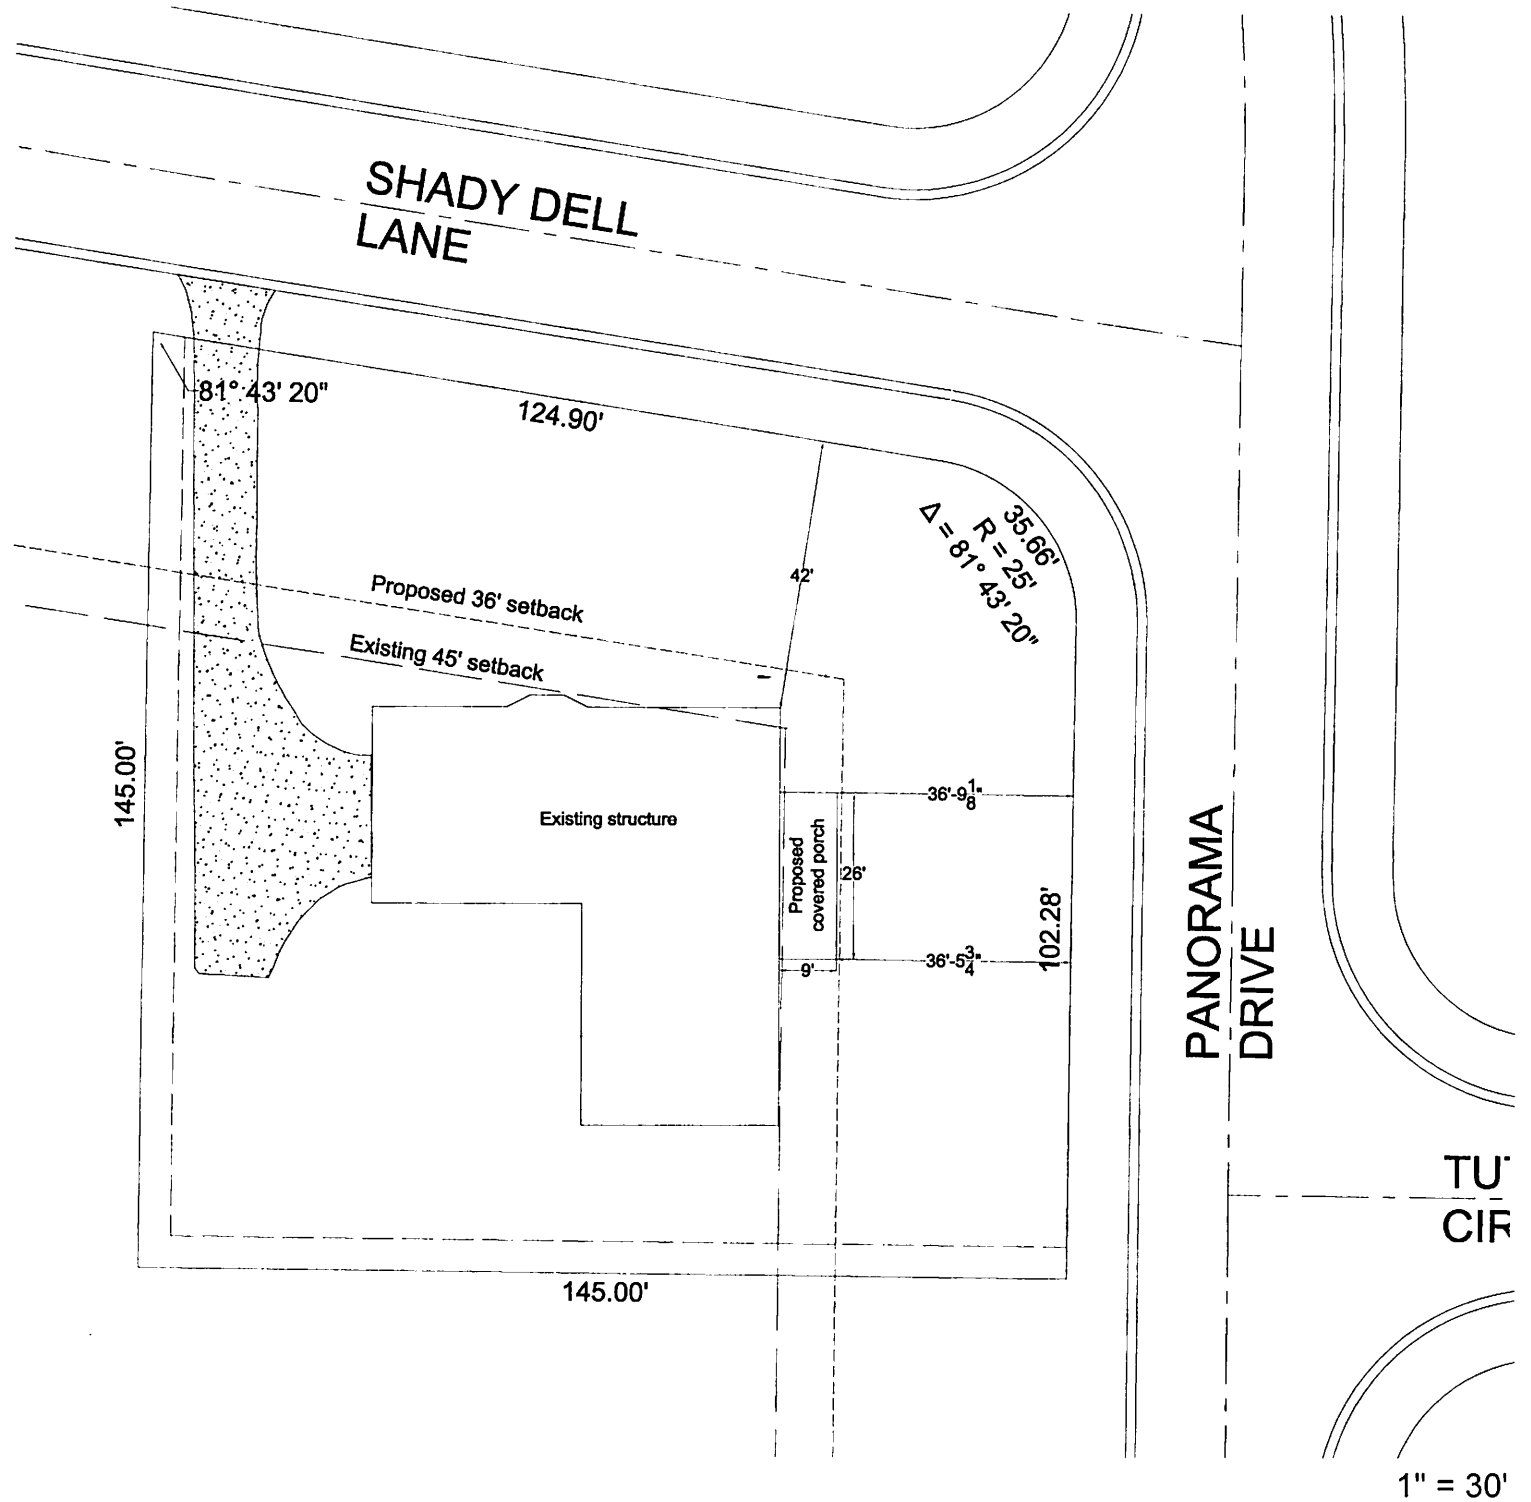 SHADY DELL
LANE
81° 43' 20"
124.90'
35.66'
R = 25'
Δ = 81° 43' 20"
42'
Proposed 36' setback
Existing 45' setback
145.00'
Existing structure
36'-9 1/8"
Proposed
covered porch
26'
36'-5 3/4"
9'
102.28'
PANORAMA
DRIVE
TUT
CIR
145.00'
1" = 30'